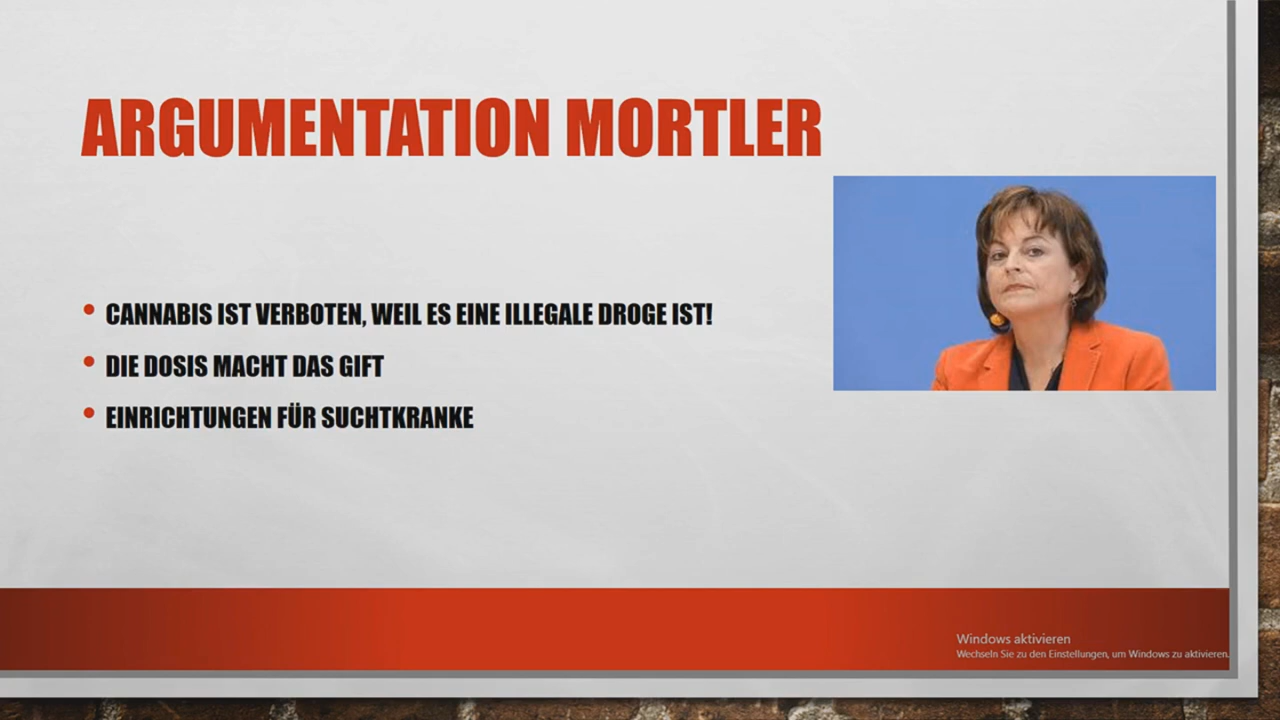 ARGUMENTATION MORTLER
• CANNABIS IST VERBOTEN, WEIL ES EINE ILLEGALE DROGE IST!
• DIE DOSIS MACHT DAS GIFT
• EINRICHTUNGEN FÜR SUCHTKRANKE
Windows aktivieren
Wechseln Sie zu den Einstellungen, um Windows zu aktivieren.